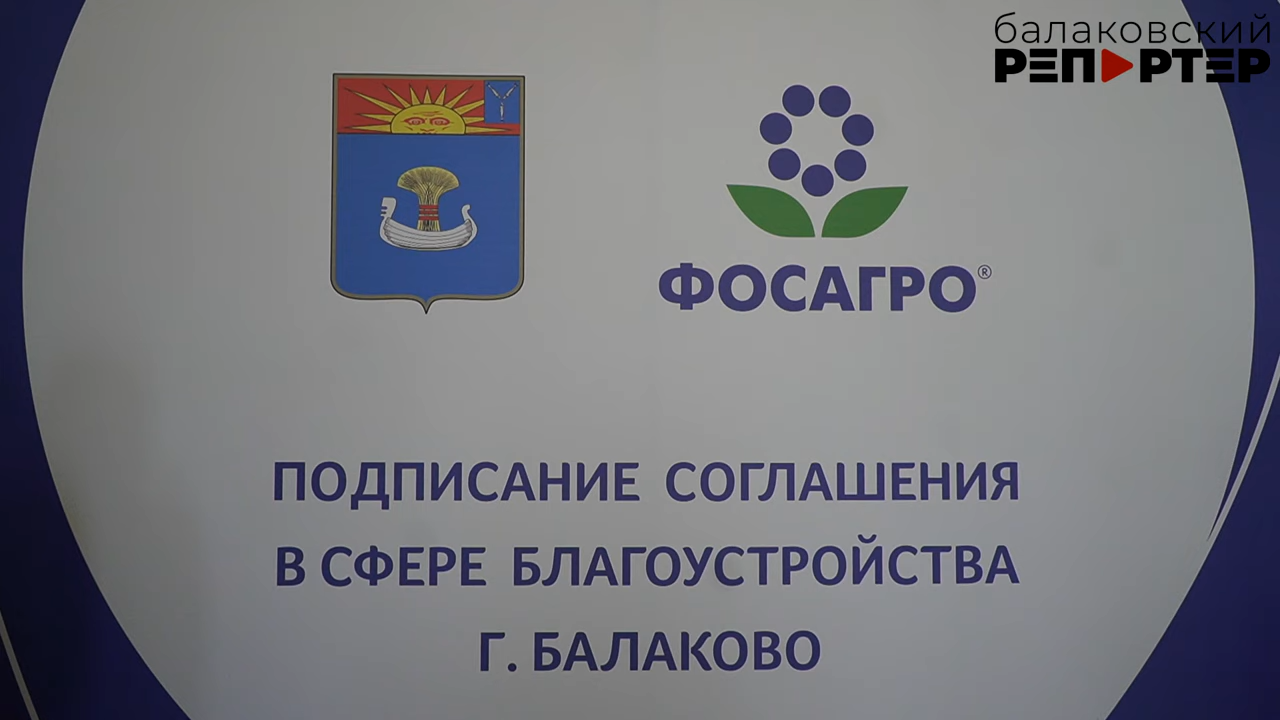 балаковский
РЕПОРТЕР
ФОСАГРО®
ПОДПИСАНИЕ СОГЛАШЕНИЯ
В СФЕРЕ БЛАГОУСТРОЙСТВА
Г. БАЛАКОВО